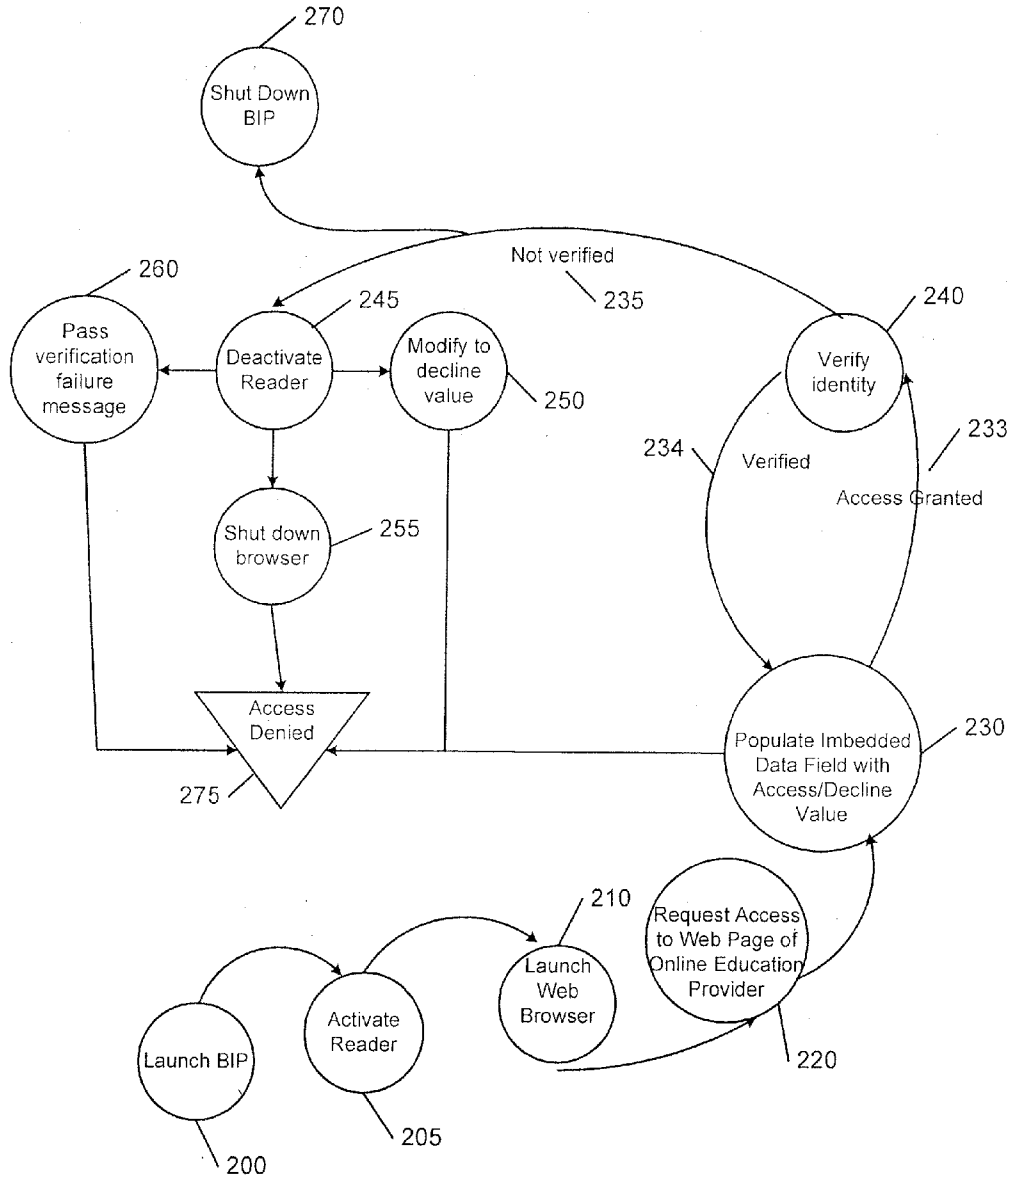 270
Shut Down
BIP
Not verified
235
260
Pass
verification
failure
message
245
Deactivate
Reader
Modify to
decline
value
250
240
Verify
identity
234
Verified
233
Access Granted
Shut down
browser
255
Access
Denied
275
230
Populate Imbedded
Data Field with
Access/Decline
Value
210
Request Access
to Web Page of
Online Education
Provider
220
Launch
Web
Browser
Activate
Reader
205
Launch BIP
200